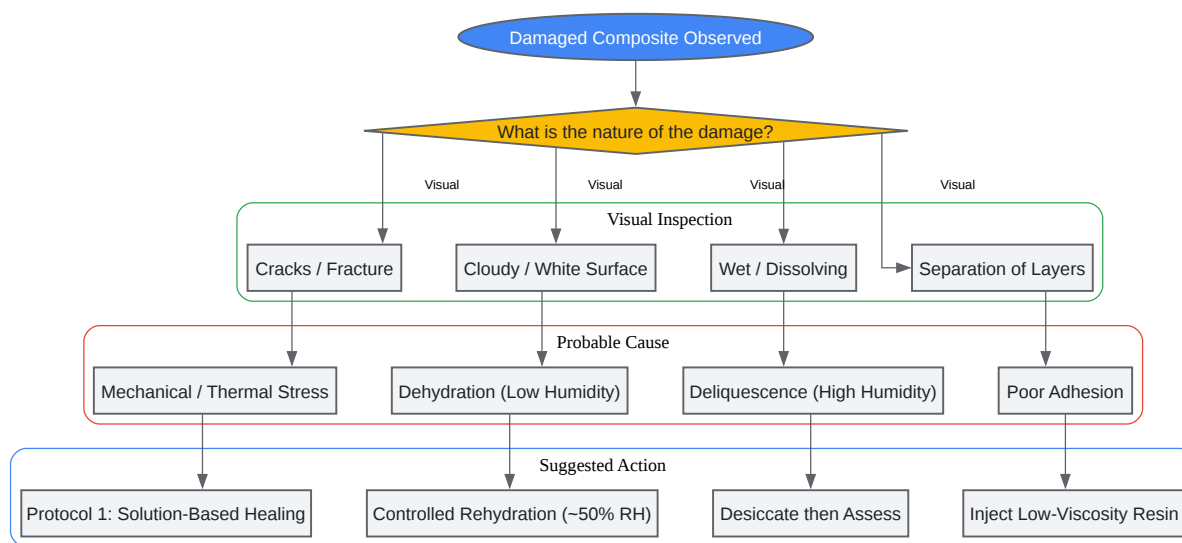 Damaged Composite Observed
What is the nature of the damage?
Visual
Visual
Visual
Visual
Visual Inspection
Cracks / Fracture
Cloudy / White Surface
Wet / Dissolving
Separation of Layers
Probable Cause
Mechanical / Thermal Stress
Dehydration (Low Humidity)
Deliquescence (High Humidity)
Poor Adhesion
Suggested Action
Protocol 1: Solution-Based Healing
Controlled Rehydration (~50% RH)
Desiccate then Assess
Inject Low-Viscosity Resin